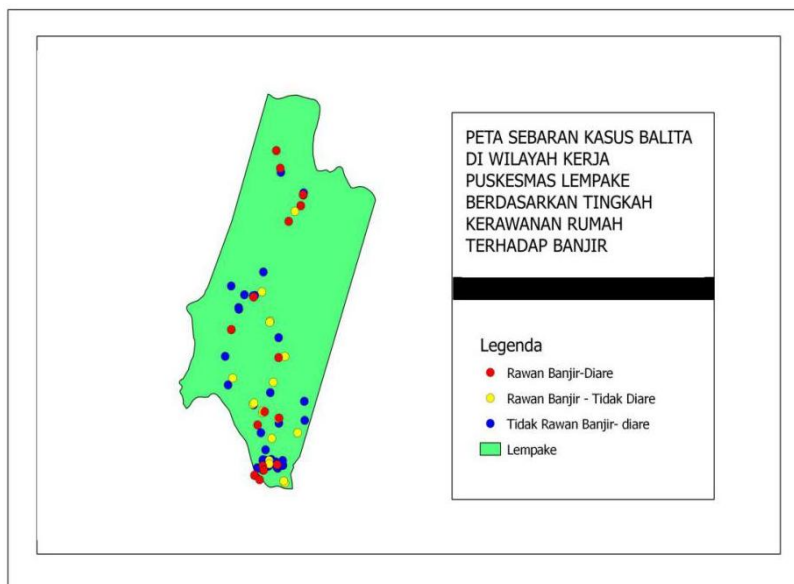 PETA SEBARAN KASUS BALITA
DI WILAYAH KERJA
PUSKESMAS LEMPAKE
BERDASARKAN TINGKAH
KERAWANAN RUMAH
TERHADAP BANJIR
Legenda
Rawan Banjir-Diare
Rawan Banjir - Tidak Diare
Tidak Rawan Banjir- diare
Lempake